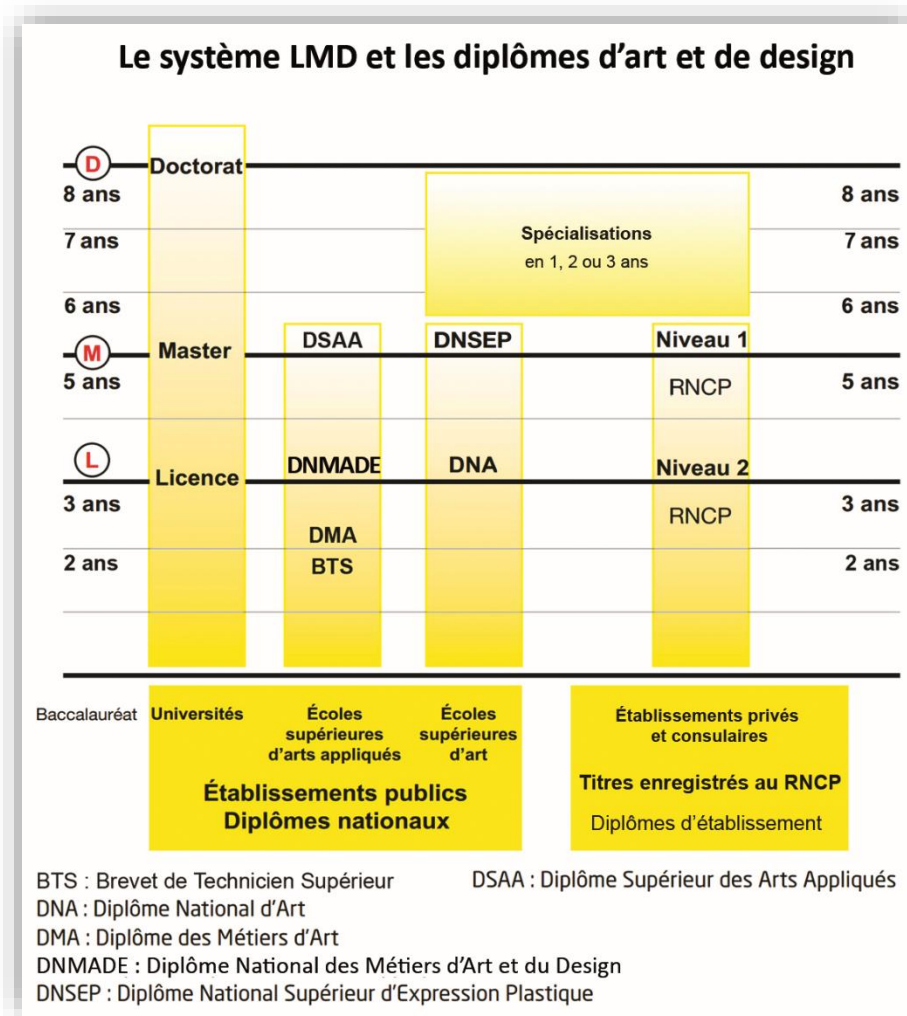 Le système LMD et les diplômes d'art et de design
D
Doctorat
8 ans
8 ans
7 ans
Spécialisations
7 ans
en 1, 2 ou 3 ans
6 ans
6 ans
M
Master
DSAA
DNSEP
Niveau 1
5 ans
RNCP
5 ans
L
Licence
DNMADE
DNA
Niveau 2
3 ans
RNCP
3 ans
DMA
2 ans
BTS
2 ans
Baccalauréat
Universités
Écoles
supérieures
d'arts appliqués
Écoles
supérieures
d'art
Établissements publics
Diplômes nationaux
Établissements privés
et consulaires
Titres enregistrés au RNCP
Diplômes d'établissement
BTS : Brevet de Technicien Supérieur
DSAA : Diplôme Supérieur des Arts Appliqués
DNA : Diplôme National d'Art
DMA : Diplôme des Métiers d'Art
DNMADE : Diplôme National des Métiers d'Art et du Design
DNSEP : Diplôme National Supérieur d'Expression Plastique